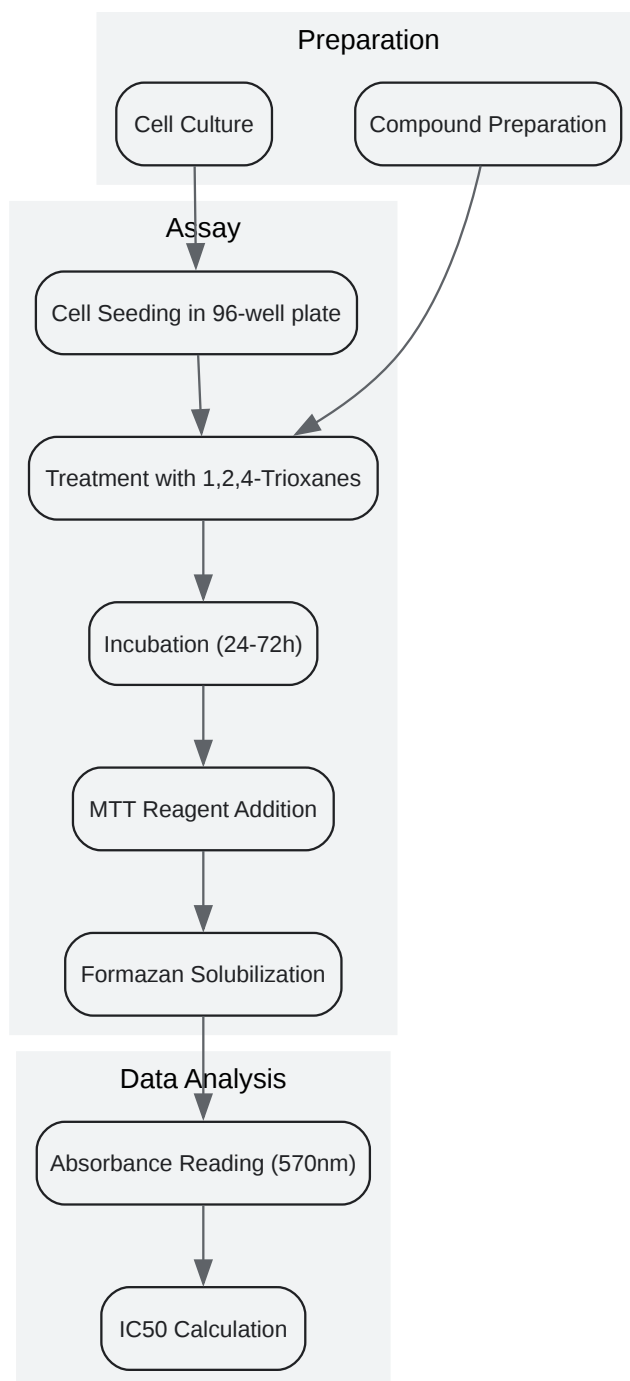 Preparation
Cell Culture
Compound Preparation
Assay
Cell Seeding in 96-well plate
Treatment with 1,2,4-Trioxanes
Incubation (24-72h)
MTT Reagent Addition
Formazan Solubilization
Data Analysis
Absorbance Reading (570nm)
IC50 Calculation